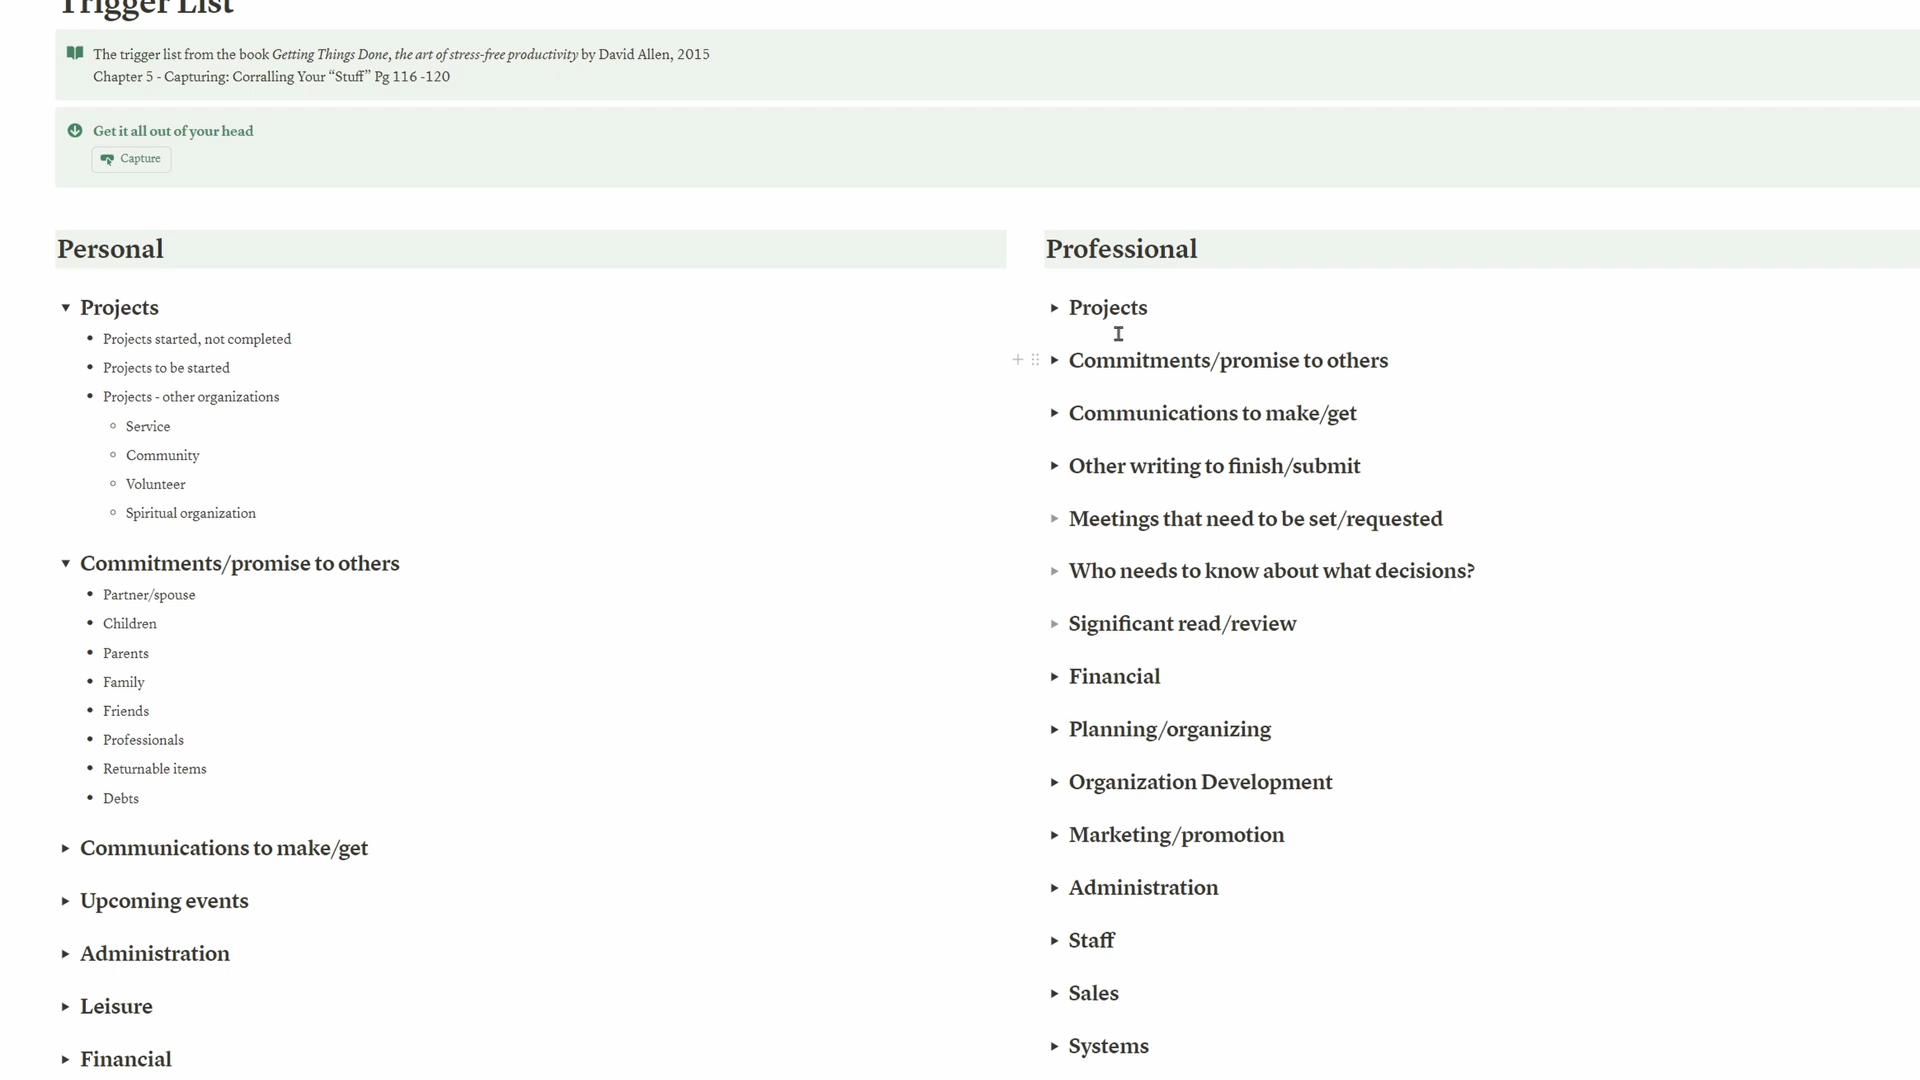 Trigger List
The trigger list from the book Getting Things Done, the art of stress-free productivity by David Allen, 2015
Chapter 5 - Capturing: Corralling Your “Stuff” Pg 116 -120
Get it all out of your head
Capture
Personal
Projects
Projects started, not completed
Projects to be started
Projects - other organizations
Service
Community
Volunteer
Spiritual organization
Commitments/promise to others
Partner/spouse
Children
Parents
Family
Friends
Professionals
Returnable items
Debts
Communications to make/get
Upcoming events
Administration
Leisure
Financial
Professional
Projects
Commitments/promise to others
Communications to make/get
Other writing to finish/submit
Meetings that need to be set/requested
Who needs to know about what decisions?
Significant read/review
Financial
Planning/organizing
Organization Development
Marketing/promotion
Administration
Staff
Sales
Systems